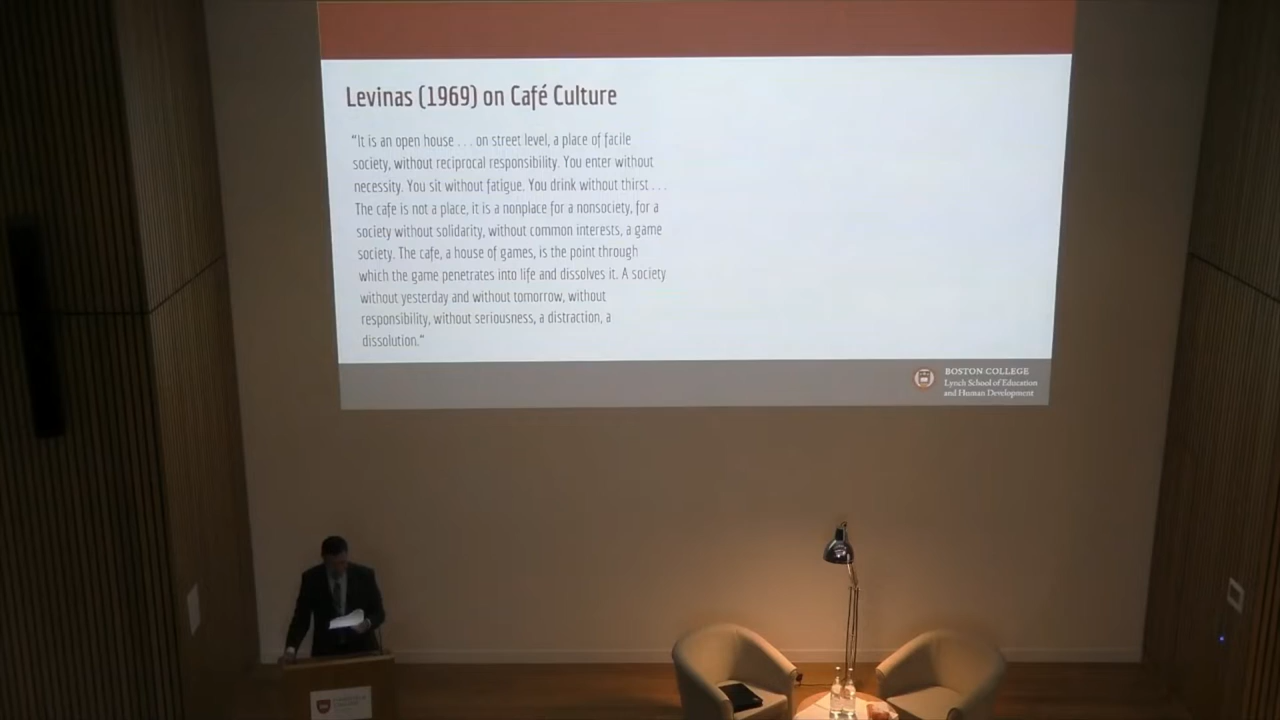 Levinas (1969) on Café Culture
“It is an open house . . . on street level, a place of facile
society, without reciprocal responsibility. You enter without
necessity. You sit without fatigue. You drink without thirst . . .
The cafe is not a place, it is a nonplace for a nonsociety, for a
society without solidarity, without common interests, a game
society. The cafe, a house of games, is the point through
which the game penetrates into life and dissolves it. A society
without yesterday and without tomorrow, without
responsibility, without seriousness, a distraction, a
dissolution.“
BOSTON COLLEGE
Lynch School of Education
and Human Development